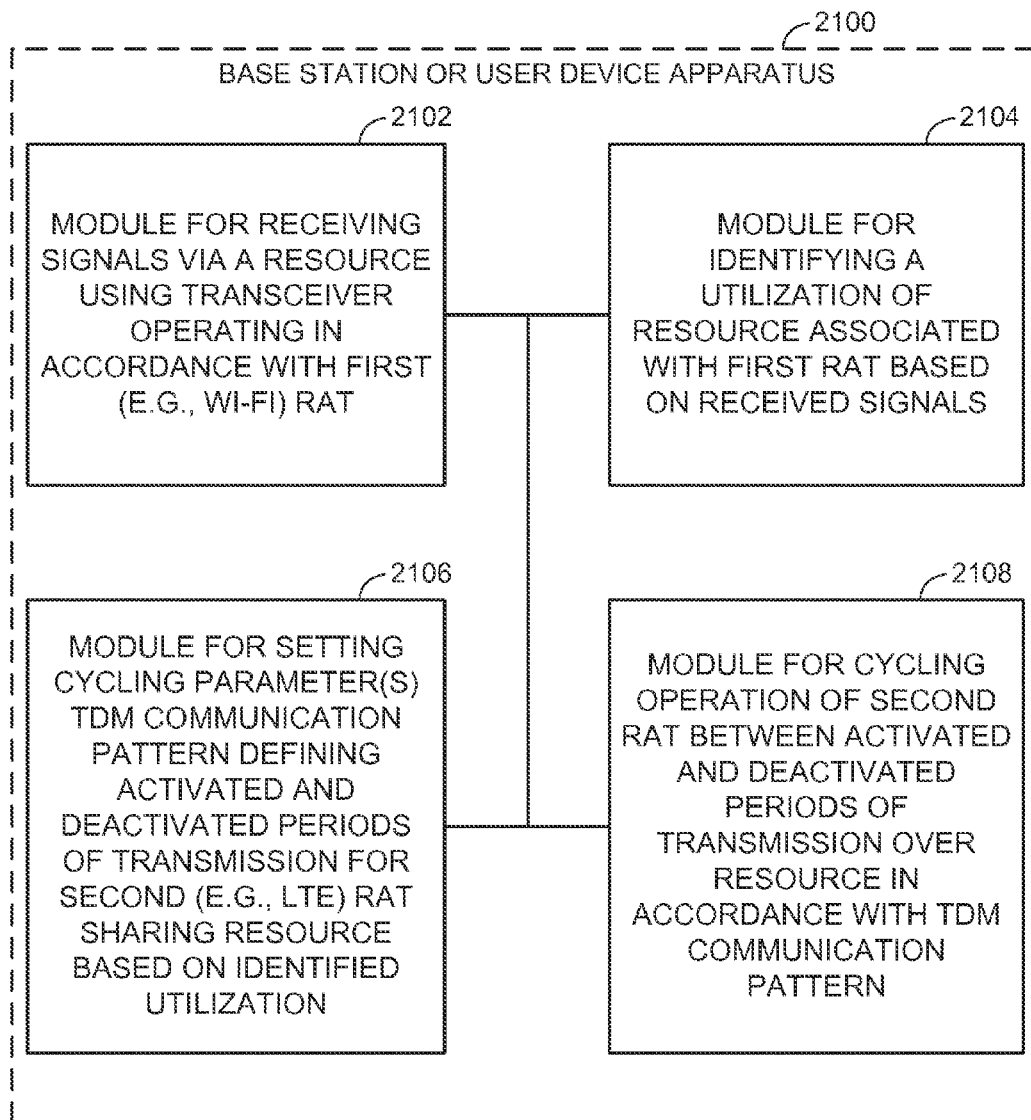 2100
BASE STATION OR USER DEVICE APPARATUS
2102
MODULE FOR RECEIVING
SIGNALS VIA A RESOURCE
USING TRANSCEIVER
OPERATING IN
ACCORDANCE WITH FIRST
(E.G., WI-FI) RAT
2104
MODULE FOR
IDENTIFYING A
UTILIZATION OF
RESOURCE ASSOCIATED
WITH FIRST RAT BASED
ON RECEIVED SIGNALS
2106
MODULE FOR SETTING
CYCLING PARAMETER(S)
TDM COMMUNICATION
PATTERN DEFINING
ACTIVATED AND
DEACTIVATED PERIODS
OF TRANSMISSION FOR
SECOND (E.G., LTE) RAT
SHARING RESOURCE
BASED ON IDENTIFIED
UTILIZATION
2108
MODULE FOR CYCLING
OPERATION OF SECOND
RAT BETWEEN ACTIVATED
AND DEACTIVATED
PERIODS OF
TRANSMISSION OVER
RESOURCE IN
ACCORDANCE WITH TDM
COMMUNICATION
PATTERN